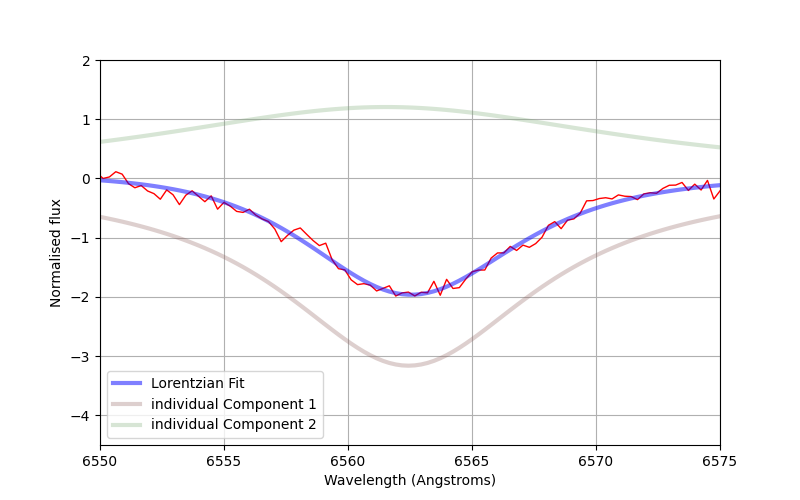 2
1
0
−1
−2
−3
−4
Normalised flux
Lorentzian Fit
individual Component 1
individual Component 2
6550 6555 6560 6565 6570 6575
Wavelength (Angstroms)